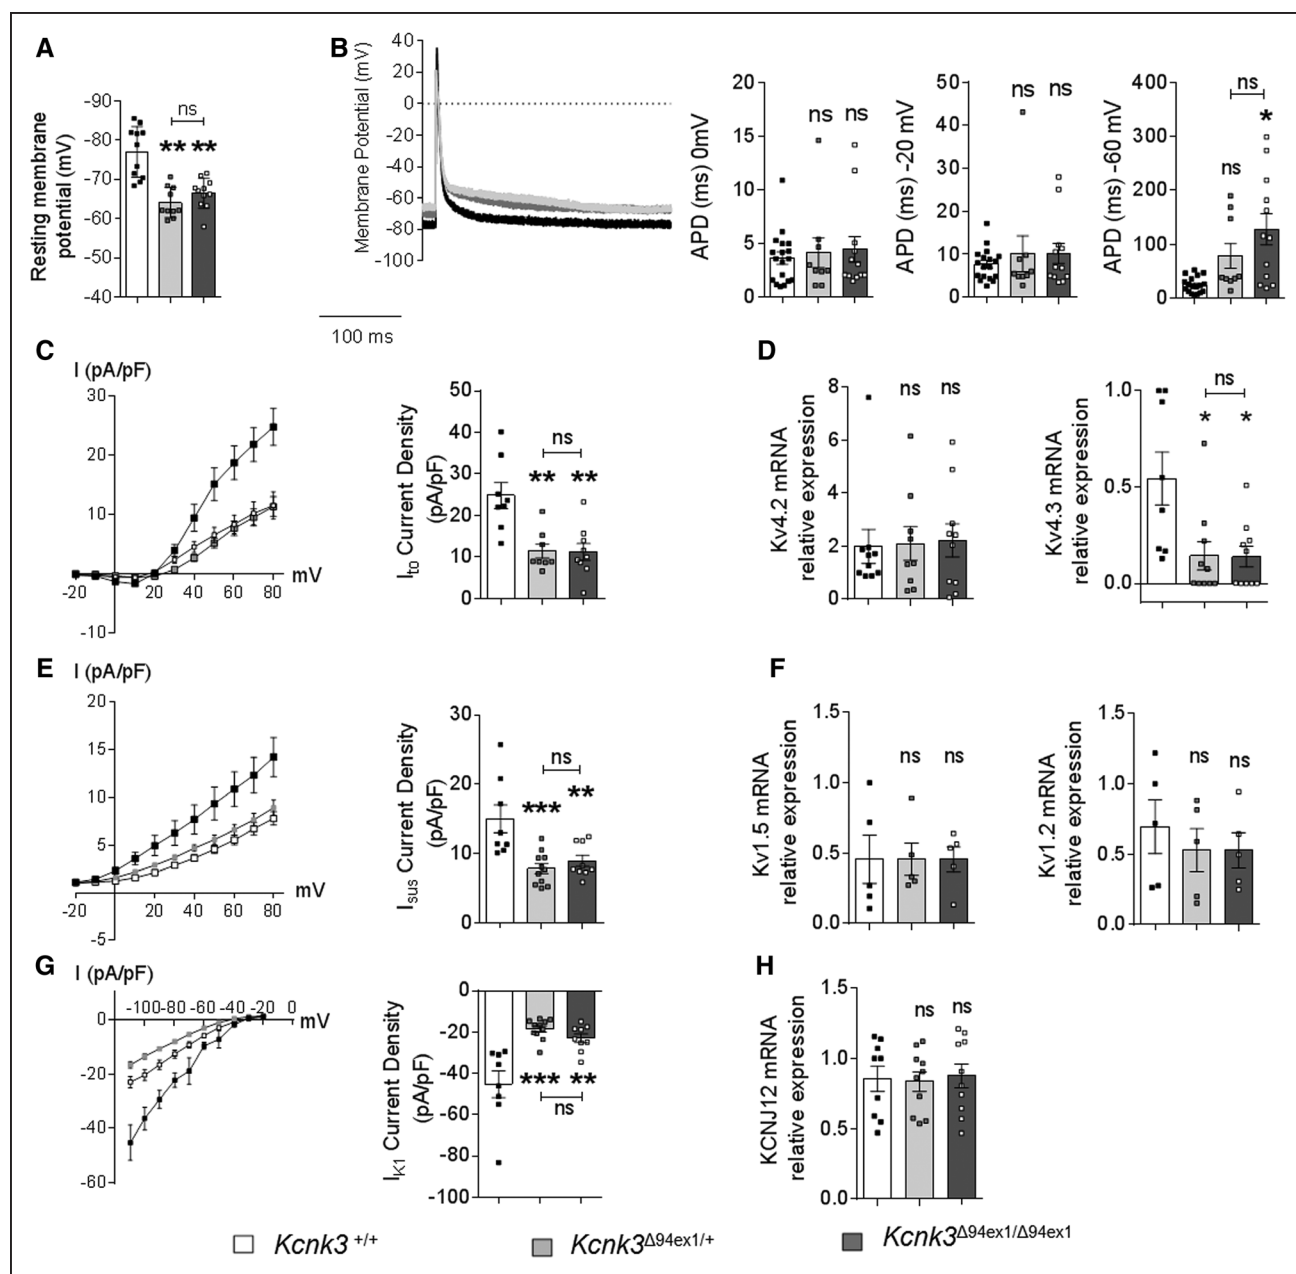 A
Resting membrane
potential (mV)
-90
-80
-70
-60
-50
-40
ns
** **
B
Membrane Potential (mV)
40
20
0
-20
-40
-60
-80
-100
100 ms
APD (ms) 0mV
20
15
10
5
0
ns ns
APD (ms) -20 mV
50
40
30
20
10
0
ns ns
APD (ms) -60 mV
400
300
200
100
0
ns
ns
*
C
I (pA/pF)
30
20
10
-10
-20 20 40 60 80
mV
Ito Current Density
(pA/pF)
50
40
30
20
10
0
ns
** **
D
Kv4.2 mRNA
relative expression
8
6
4
2
0
ns ns
Kv4.3 mRNA
relative expression
1.0
0.5
0.0
ns
* *
E
I (pA/pF)
20
15
10
5
-5
-20 20 40 60 80
mV
Isus Current Density
(pA/pF)
30
20
10
0
ns
*** **
F
Kv1.5 mRNA
relative expression
1.5
1.0
0.5
0.0
ns ns
Kv1.2 mRNA
relative expression
1.5
1.0
0.5
0.0
ns ns
G
I (pA/pF)
-100 -80 -60 -40 -20 0
mV
0
-20
-40
-60
IK1 Current Density
(pA/pF)
0
-20
-40
-60
-80
-100
*** **
ns
H
KCNJ12 mRNA
relative expression
1.5
1.0
0.5
0.0
ns ns
Kcnk3 +/+
Kcnk3Δ94ex1/+
Kcnk3Δ94ex1/Δ94ex1